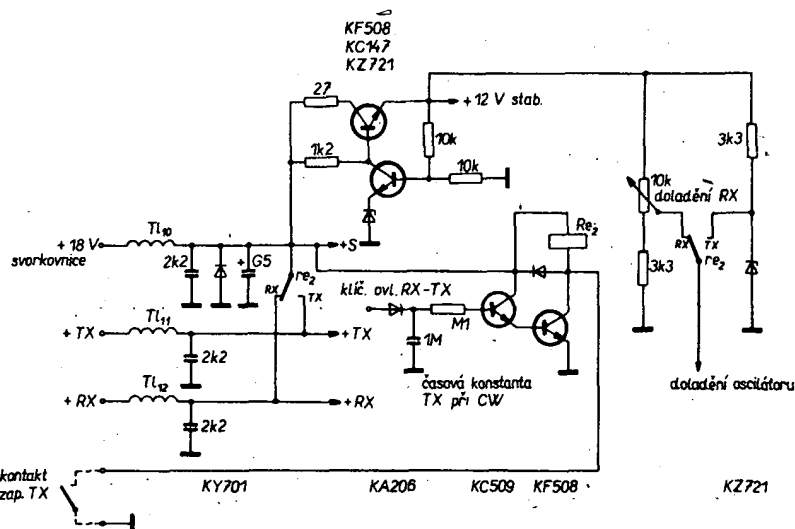 KF508
KC147
KZ721
27
+ 12 V stab.
1k2
10k
10k
3k3
10k
doladění RX
Tl10
+ 18 V
svorkovnice
+S
Re2
RX
TX
re2
2k2
G5
+
re2
RX
TX
klíč. ovl. RX-TX
3k3
M1
+ TX
Tl11
+ TX
1M
2k2
časová konstanta
TX při CW
doladění oscilátoru
+ RX
Tl12
+ RX
2k2
kontakt
zap. TX
KY701
KA206
KC509
KF508
KZ721